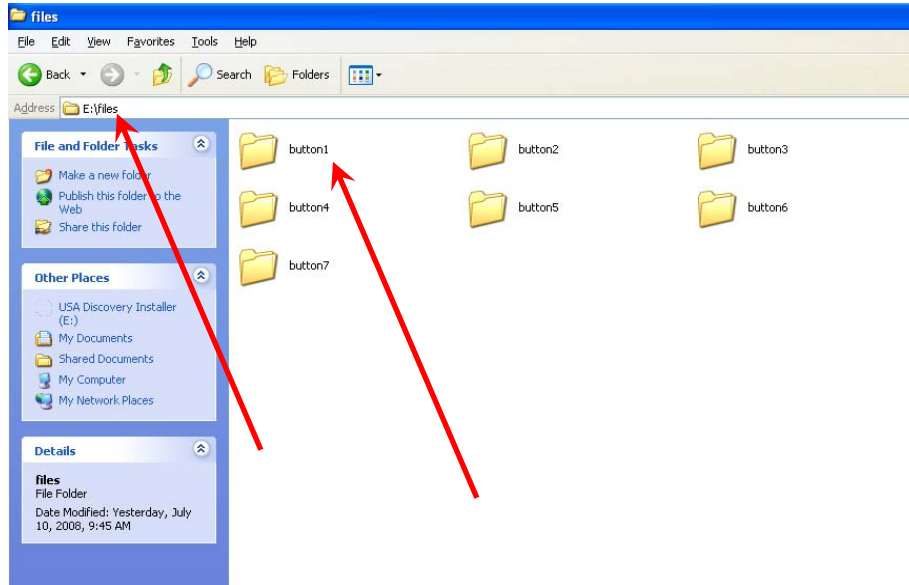 files
File Edit View Favorites Tools Help
Back Search Folders
Address E:\files
File and Folder Tasks
Make a new folder
Publish this folder to the
Web
Share this folder
button1 button2 button3
button4 button5 button6
button7
Other Places
USA Discovery Installer
(E:)
My Documents
Shared Documents
My Computer
My Network Places
Details
files
File Folder
Date Modified: Yesterday, July
10, 2008, 9:45 AM